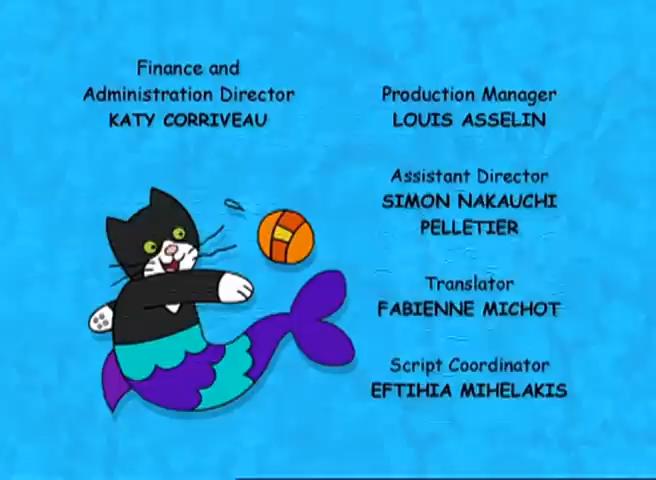 Finance and
Administration Director
KATY CORRIVEAU
Production Manager
LOUIS ASSELIN
Assistant Director
SIMON NAKAUCHI
PELLETIER
Translator
FABIENNE MICHOT
Script Coordinator
EFTIHIA MIHELAKIS